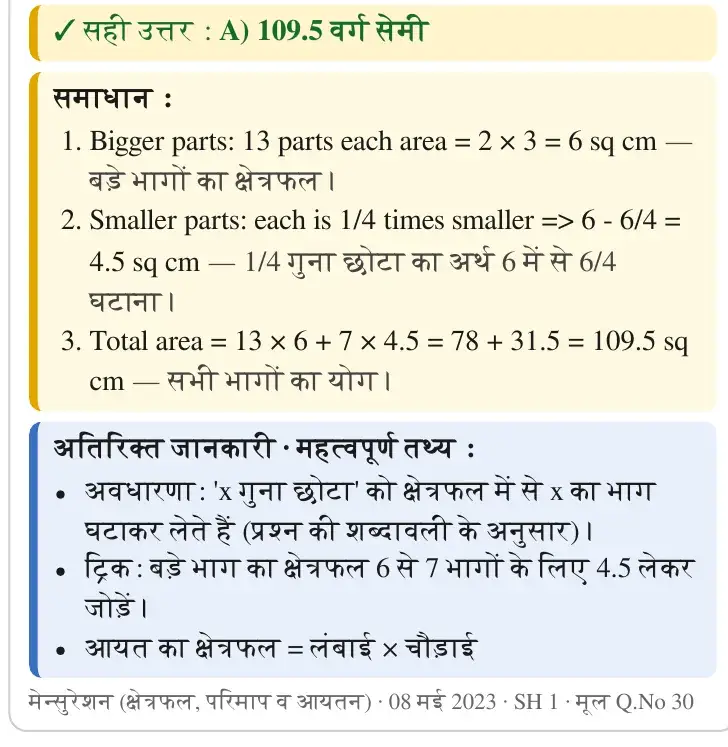 ✓ सही उत्तर : A) 109.5 वर्ग सेमी
समाधान :
1. Bigger parts: 13 parts each area = 2 × 3 = 6 sq cm —
बड़े भागों का क्षेत्रफल।
2. Smaller parts: each is 1/4 times smaller => 6 - 6/4 =
4.5 sq cm — 1/4 गुना छोटा का अर्थ 6 में से 6/4
घटाना।
3. Total area = 13 × 6 + 7 × 4.5 = 78 + 31.5 = 109.5 sq
cm — सभी भागों का योग।
अतिरिक्त जानकारी · महत्वपूर्ण तथ्य :
• अवधारणा : 'x गुना छोटा' को क्षेत्रफल में से x का भाग
घटाकर लेते हैं (प्रश्न की शब्दावली के अनुसार)।
• ट्रिक : बड़े भाग का क्षेत्रफल 6 से 7 भागों के लिए 4.5 लेकर
जोड़ें।
• आयत का क्षेत्रफल = लंबाई × चौड़ाई
मेन्सुरेशन (क्षेत्रफल, परिमाप व आयतन) · 08 मई 2023 · SH 1 · मूल Q.No 30